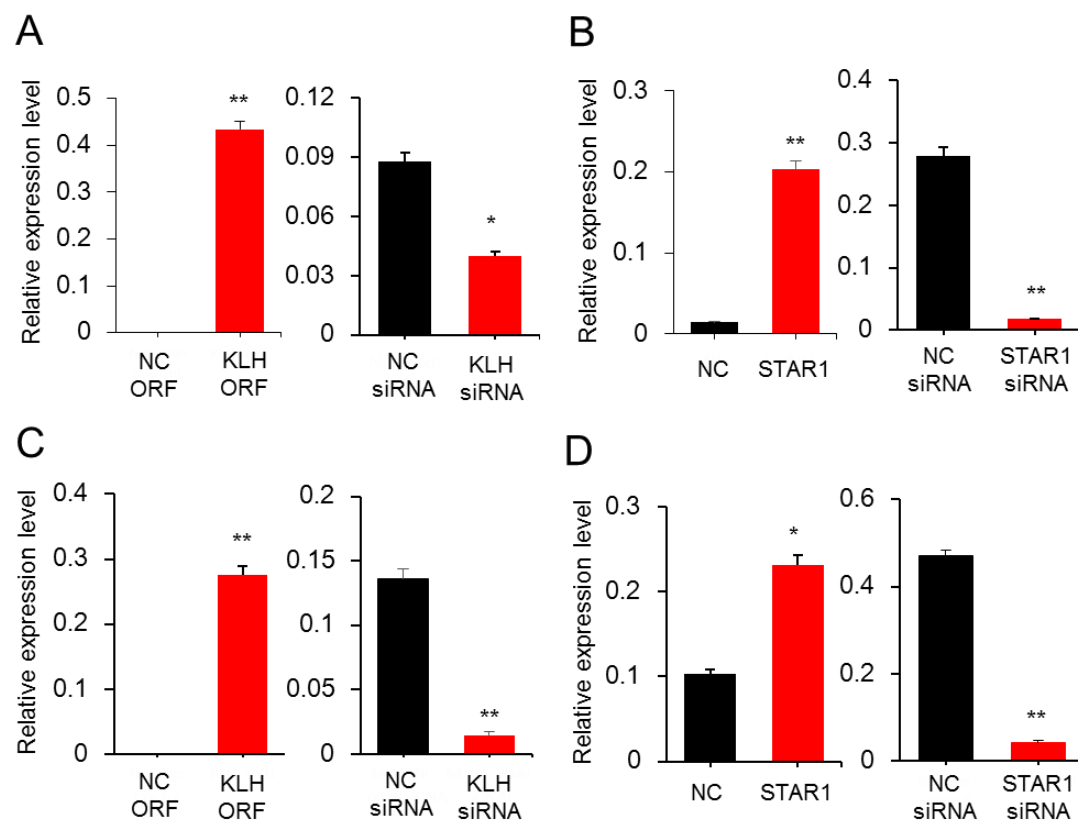 A
Relative expression level
0.5
0.4
0.3
0.2
0.1
0
**
NC
ORF
KLH
ORF
0.12
0.09
0.06
0.03
0
*
NC
siRNA
KLH
siRNA
B
Relative expression level
0.3
0.2
0.1
0
**
NC
STAR1
0.4
0.3
0.2
0.1
0
**
NC
siRNA
STAR1
siRNA
C
Relative expression level
0.4
0.3
0.2
0.1
0
**
NC
ORF
KLH
ORF
0.2
0.15
0.1
0.05
0
**
NC
siRNA
KLH
siRNA
D
Relative expression level
0.3
0.2
0.1
0
*
NC
STAR1
0.6
0.4
0.2
0
**
NC
siRNA
STAR1
siRNA